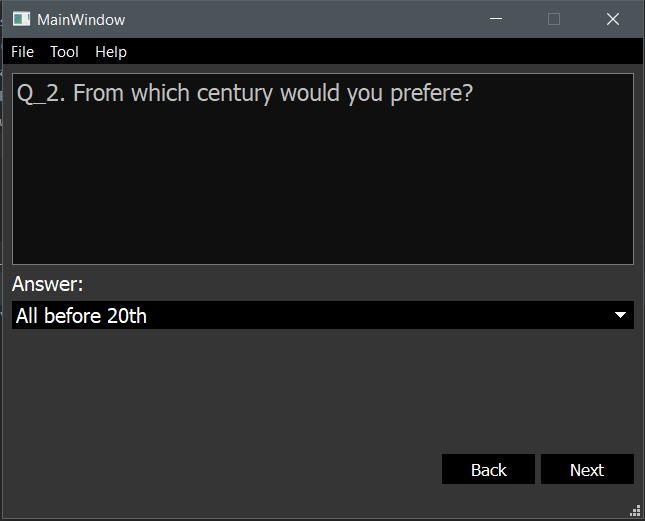 MainWindow
File Tool Help
Q_2. From which century would you prefere?
Answer:
All before 20th
Back Next